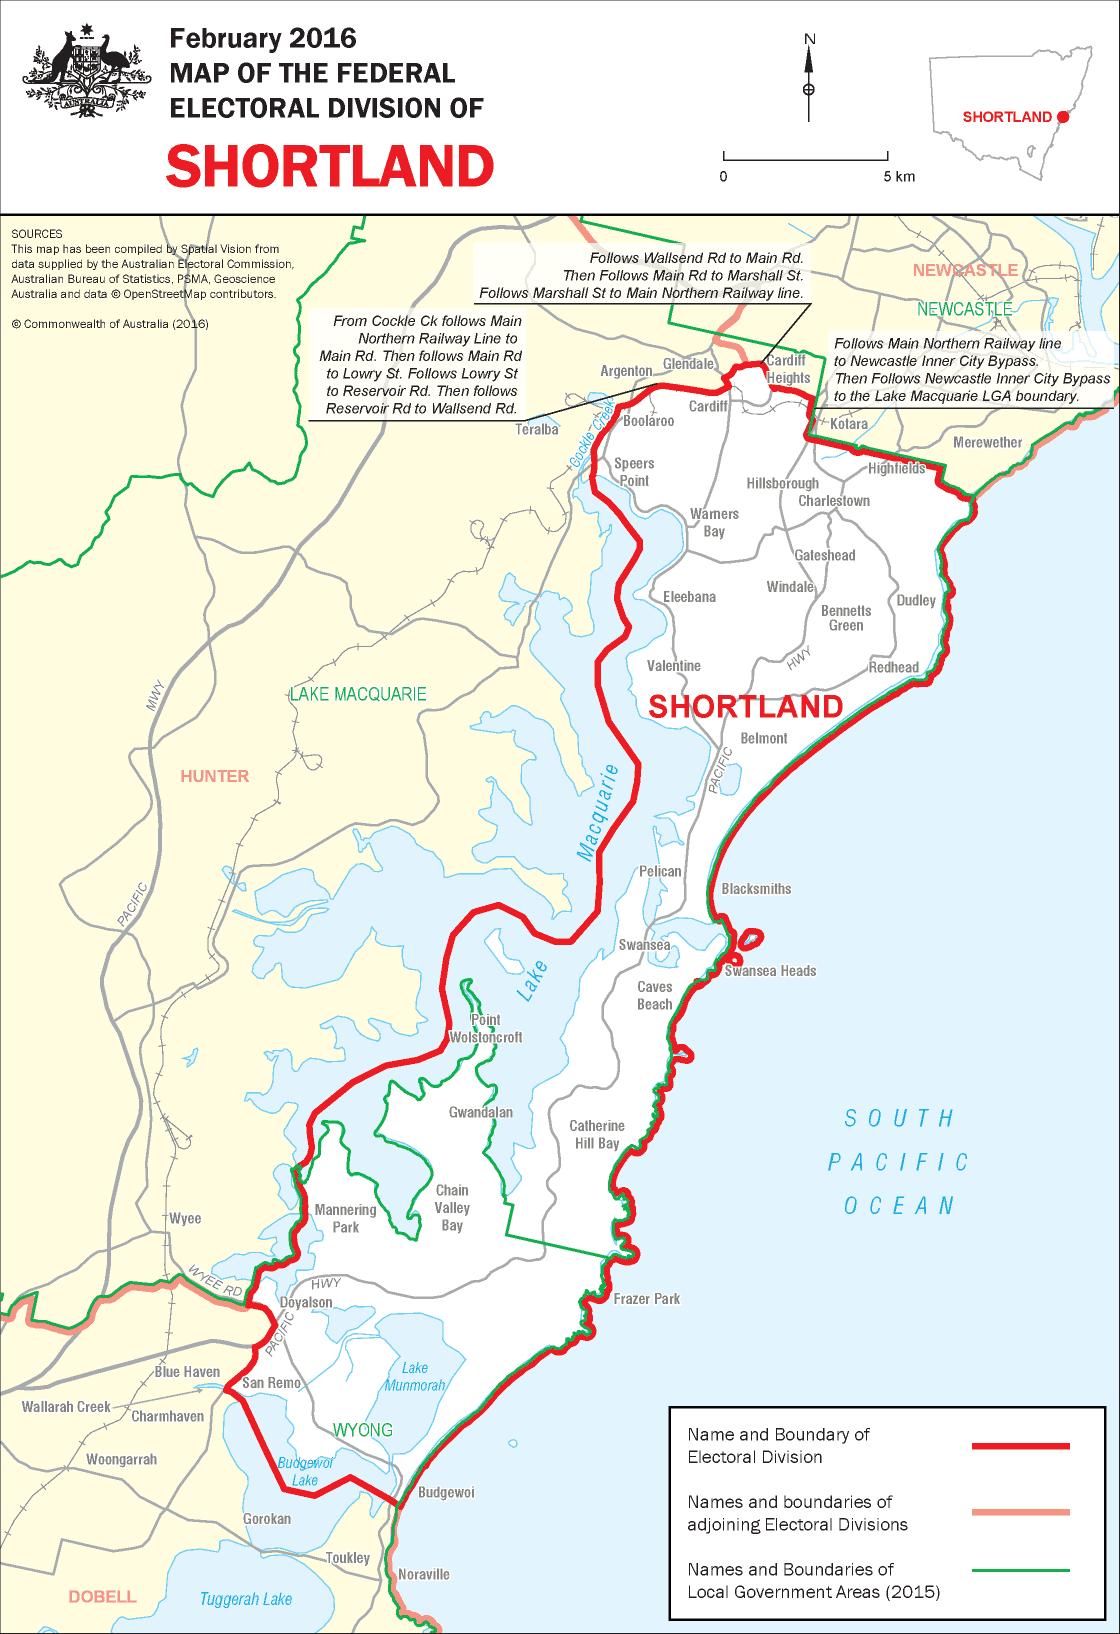 February 2016
MAP OF THE FEDERAL
ELECTORAL DIVISION OF
SHORTLAND
AUSTRALIA
N
0 5 km
SHORTLAND
SOURCES
This map has been compiled by Spatial Vision from
data supplied by the Australian Electoral Commission,
Australian Bureau of Statistics, PSMA, Geoscience
Australia and data © OpenStreetMap contributors.
© Commonwealth of Australia (2016)
Follows Wallsend Rd to Main Rd.
Then Follows Main Rd to Marshall St.
Follows Marshall St to Main Northern Railway line.
From Cockle Ck follows Main
Northern Railway Line to
Main Rd. Then follows Main Rd
to Lowry St. Follows Lowry St
to Reservoir Rd. Then follows
Reservoir Rd to Wallsend Rd.
NEWCASTLE
NEWCASTLE
Follows Main Northern Railway line
to Newcastle Inner City Bypass.
Then Follows Newcastle Inner City Bypass
to the Lake Macquarie LGA boundary.
Argenton
Glendale
Cardiff
Heights
Cardiff
Boolaroo
Teralba
Cockle Creek
Kotara
Merewether
Highfields
Speers
Point
Hillsborough
Charlestown
Warners
Bay
Gateshead
Windale
Eleebana
Bennetts
Green
Dudley
HWY
Valentine
Redhead
MWY
LAKE MACQUARIE
SHORTLAND
Belmont
PACIFIC
HUNTER
Macquarie
Pelican
Blacksmiths
PACIFIC
Swansea
Swansea Heads
Lake
Caves
Beach
Point
Wolstoncroft
Gwandalan
Catherine
Hill Bay
SOUTH
PACIFIC
OCEAN
Chain
Valley
Bay
Mannering
Park
Wyee
WYEE RD
HWY
Doyalson
PACIFIC
Frazer Park
Blue Haven
San Remo
Lake
Munmorah
Wallarah Creek
Charmhaven
WYONG
Woongarrah
Budgewoi
Lake
Budgewoi
Gorokan
Toukley
Noraville
DOBELL
Tuggerah Lake
Name and Boundary of
Electoral Division
Names and boundaries of
adjoining Electoral Divisions
Names and Boundaries of
Local Government Areas (2015)